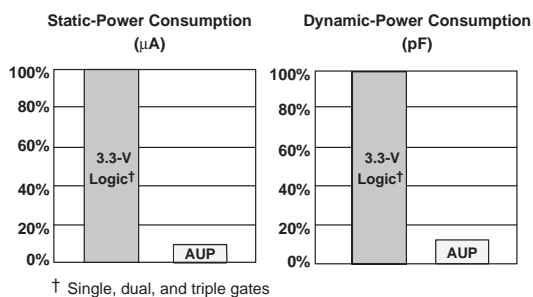 Static-Power Consumption
(μA)
100%
80%
60%
40%
20%
0%
3.3-V
Logic†
AUP
Dynamic-Power Consumption
(pF)
100%
80%
60%
40%
20%
0%
3.3-V
Logic†
AUP
† Single, dual, and triple gates